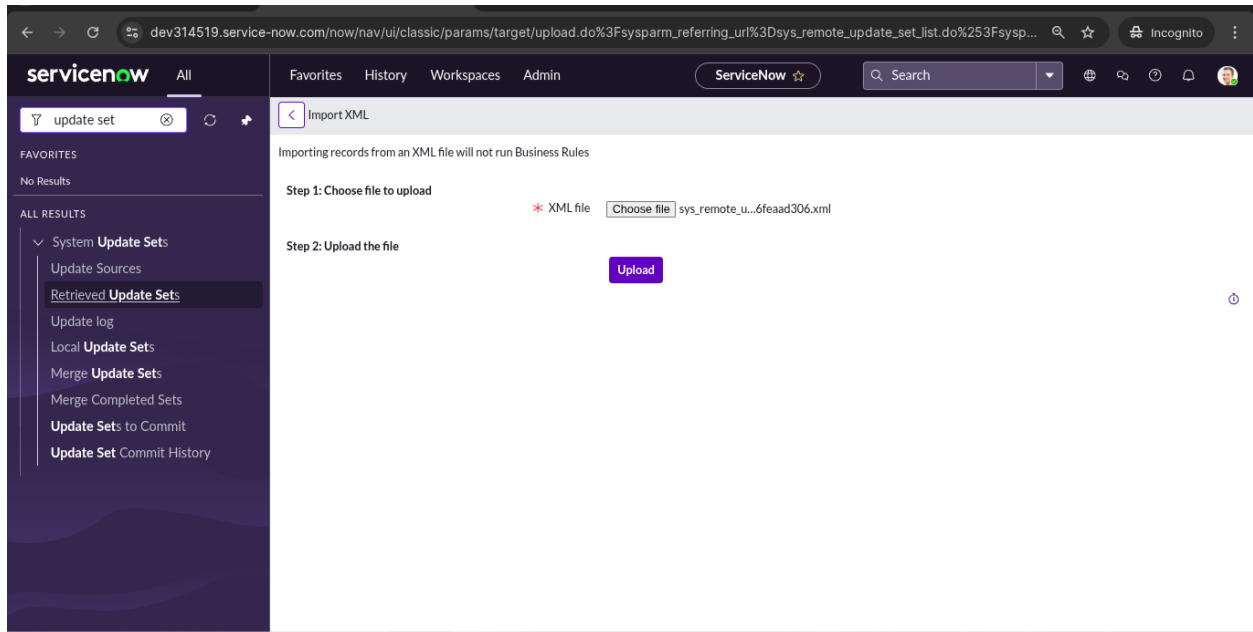 dev314519.service-now.com/now/nav/ui/classic/params/target/upload.do%3Fsysparm_referring_url%3Dsys_remote_update_set_list.do%253Fsysp...
Incognito
servicenow All Favorites History Workspaces Admin ServiceNow Search
update set
FAVORITES
No Results
ALL RESULTS
System Update Sets
Update Sources
Retrieved Update Sets
Update log
Local Update Sets
Merge Update Sets
Merge Completed Sets
Update Sets to Commit
Update Set Commit History
Import XML
Importing records from an XML file will not run Business Rules
Step 1: Choose file to upload
XML file Choose file sys_remote_u...6feaad306.xml
Step 2: Upload the file
Upload